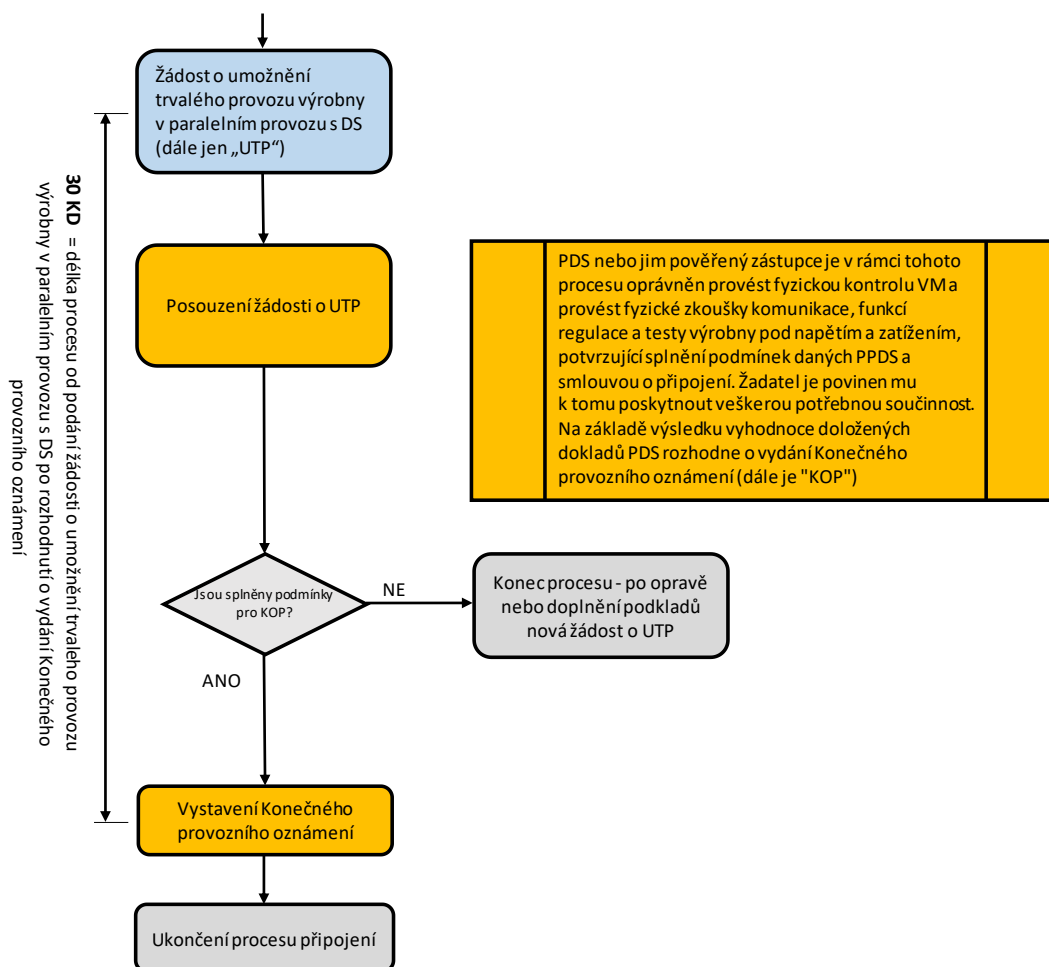 Žádost o umožnění
trvalého provozu výrobny
v paralelním provozu s DS
(dále jen „UTP“)
30 KD = délka procesu od podání žádosti o umožnění trvaleho provozu
výrobny v paralelním provozu s DS po rozhodnutí o vydání Konečného
provozního oznámení
Posouzení žádosti o UTP
PDS nebo jim pověřený zástupce je v rámci tohoto
procesu oprávněn provést fyzickou kontrolu VM a
provést fyzické zkoušky komunikace, funkcí
regulace a testy výrobny pod napětím a zatížením,
potvrzující splnění podmínek daných PPDS a
smlouvou o připojení. Žadatel je povinen mu
k tomu poskytnout veškerou potřebnou součinnost.
Na základě výsledku vyhodnoce doložených
dokladů PDS rozhodne o vydání Konečného
provozního oznámení (dále je "KOP")
Jsou splněny podmínky
pro KOP?
NE
Konec procesu - po opravě
nebo doplnění podkladů
nová žádost o UTP
ANO
Vystavení Konečného
provozního oznámení
Ukončení procesu připojení